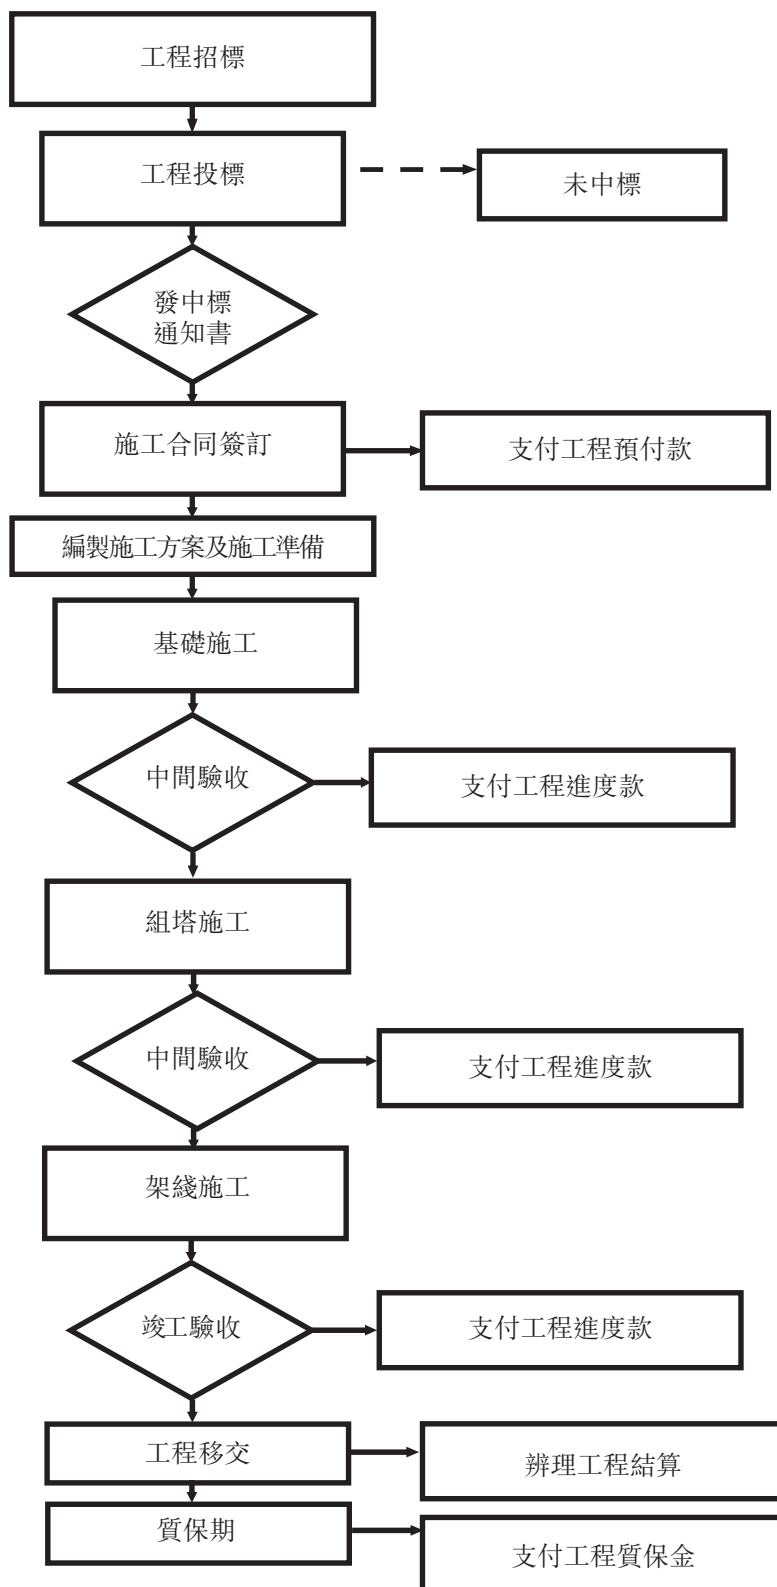 工程招標
工程投標
未中標
發中標
通知書
施工合同簽訂
支付工程預付款
編製施工方案及施工準備
基礎施工
中間驗收
支付工程進度款
組塔施工
中間驗收
支付工程進度款
架綫施工
竣工驗收
支付工程進度款
工程移交
辨理工程結算
質保期
支付工程質保金